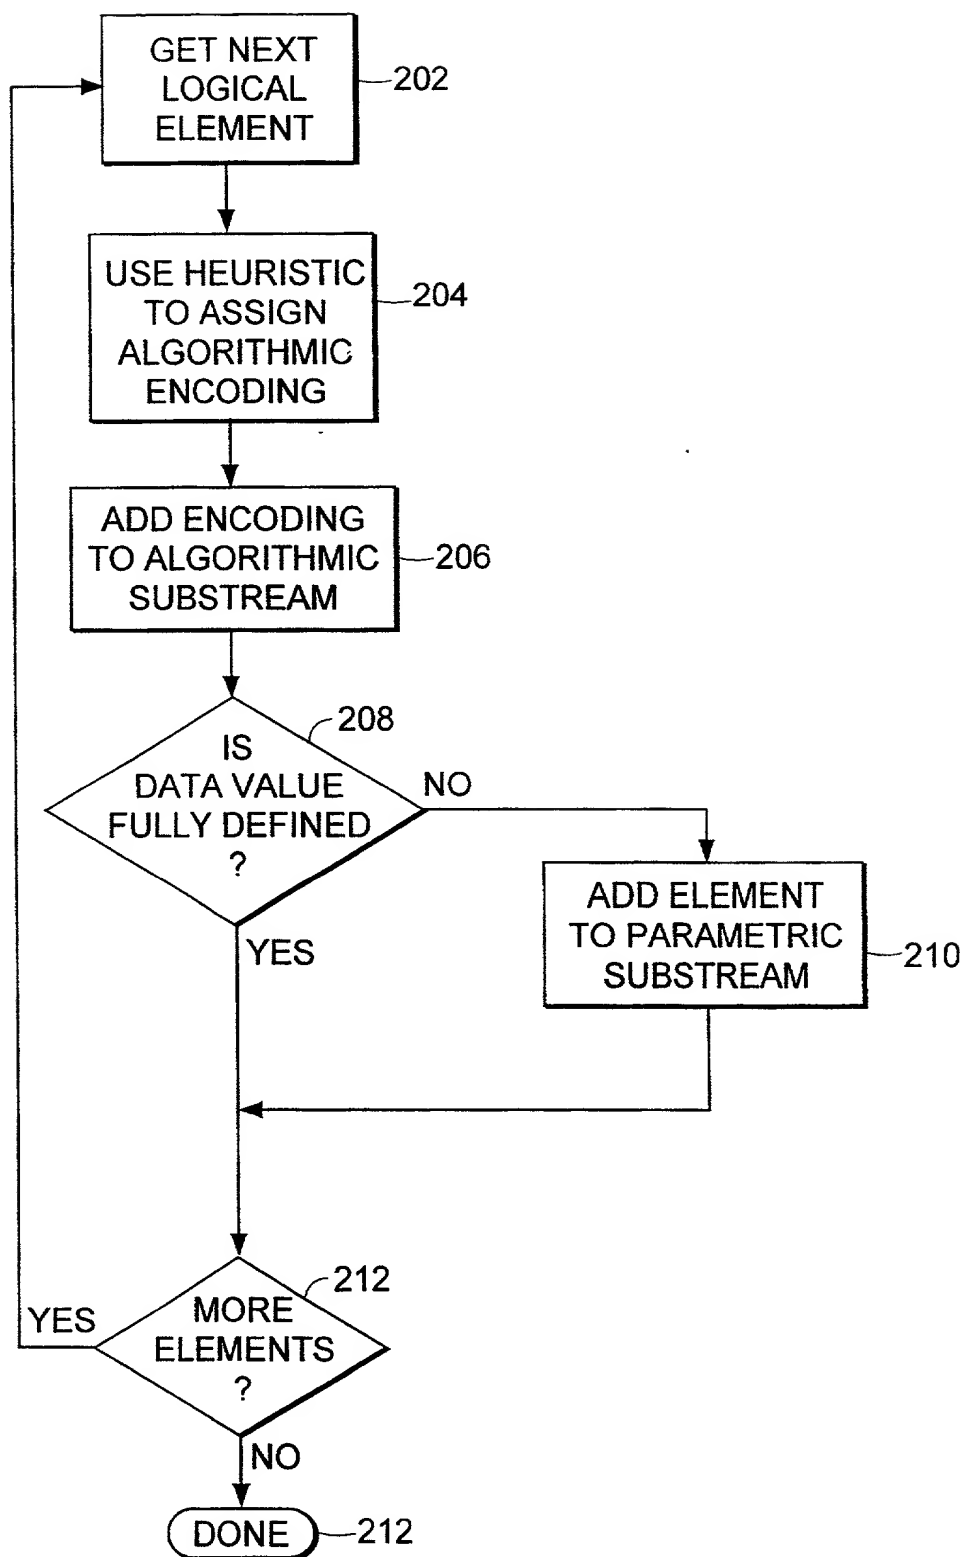 GET NEXT
LOGICAL
ELEMENT
202
USE HEURISTIC
TO ASSIGN
ALGORITHMIC
ENCODING
204
ADD ENCODING
TO ALGORITHMIC
SUBSTREAM
206
208
IS
DATA VALUE
FULLY DEFINED
?
NO
YES
ADD ELEMENT
TO PARAMETRIC
SUBSTREAM
210
212
MORE
ELEMENTS
?
YES
NO
DONE
212